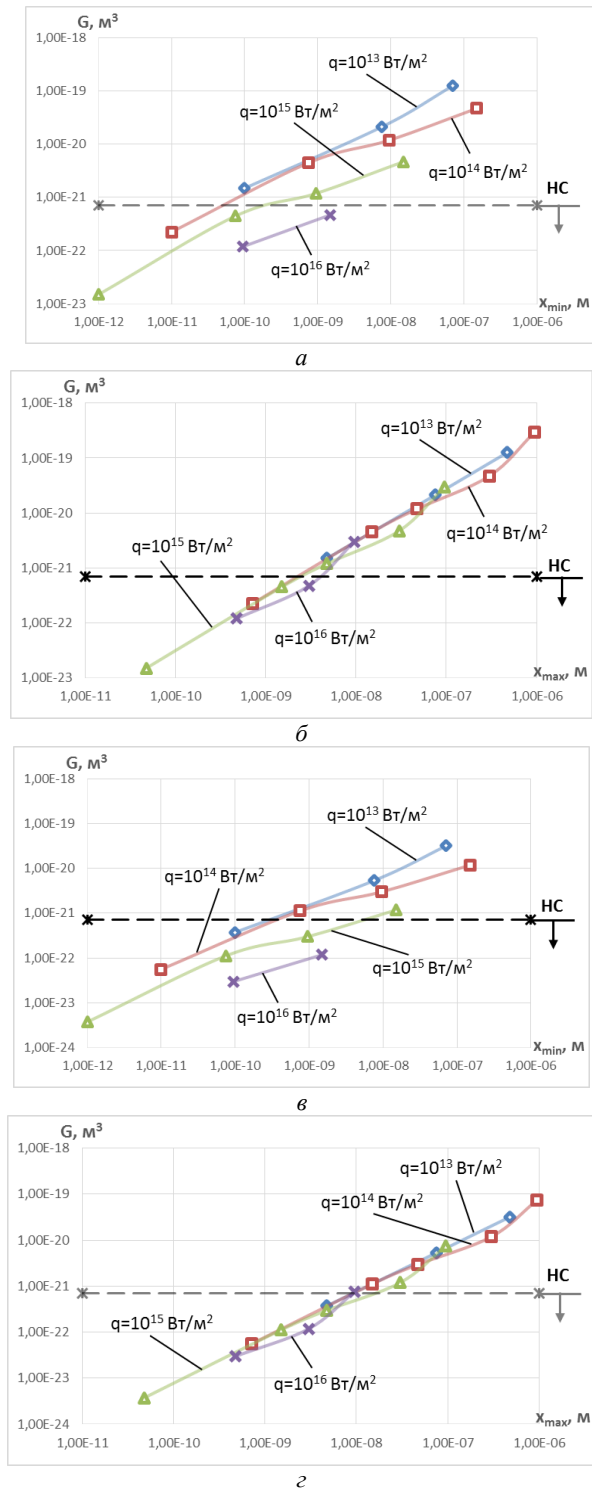 G, м³
1,00E-18
q=10¹³ Вт/м²
1,00E-19
q=10¹⁵ Вт/м²
1,00E-20
q=10¹⁴ Вт/м²
1,00E-21
НС
1,00E-22
q=10¹⁶ Вт/м²
1,00E-23
xmin, м
1,00E-12 1,00E-11 1,00E-10 1,00E-09 1,00E-08 1,00E-07 1,00E-06
а
G, м³
1,00E-18
q=10¹³ Вт/м²
1,00E-19
q=10¹⁴ Вт/м²
1,00E-20
q=10¹⁵ Вт/м²
1,00E-21
НС
1,00E-22
q=10¹⁶ Вт/м²
1,00E-23
xmax, м
1,00E-11 1,00E-10 1,00E-09 1,00E-08 1,00E-07 1,00E-06
б
G, м³
1,00E-18
q=10¹³ Вт/м²
1,00E-19
q=10¹⁴ Вт/м²
1,00E-20
1,00E-21
НС
q=10¹⁵ Вт/м²
1,00E-22
q=10¹⁶ Вт/м²
1,00E-23
1,00E-24
xmin, м
1,00E-12 1,00E-11 1,00E-10 1,00E-09 1,00E-08 1,00E-07 1,00E-06
в
G, м³
1,00E-18
q=10¹³ Вт/м²
q=10¹⁴ Вт/м²
1,00E-19
1,00E-20
НС
1,00E-21
q=10¹⁵ Вт/м²
1,00E-22
q=10¹⁶ Вт/м²
1,00E-23
1,00E-24
xmax, м
1,00E-11 1,00E-10 1,00E-09 1,00E-08 1,00E-07 1,00E-06
г